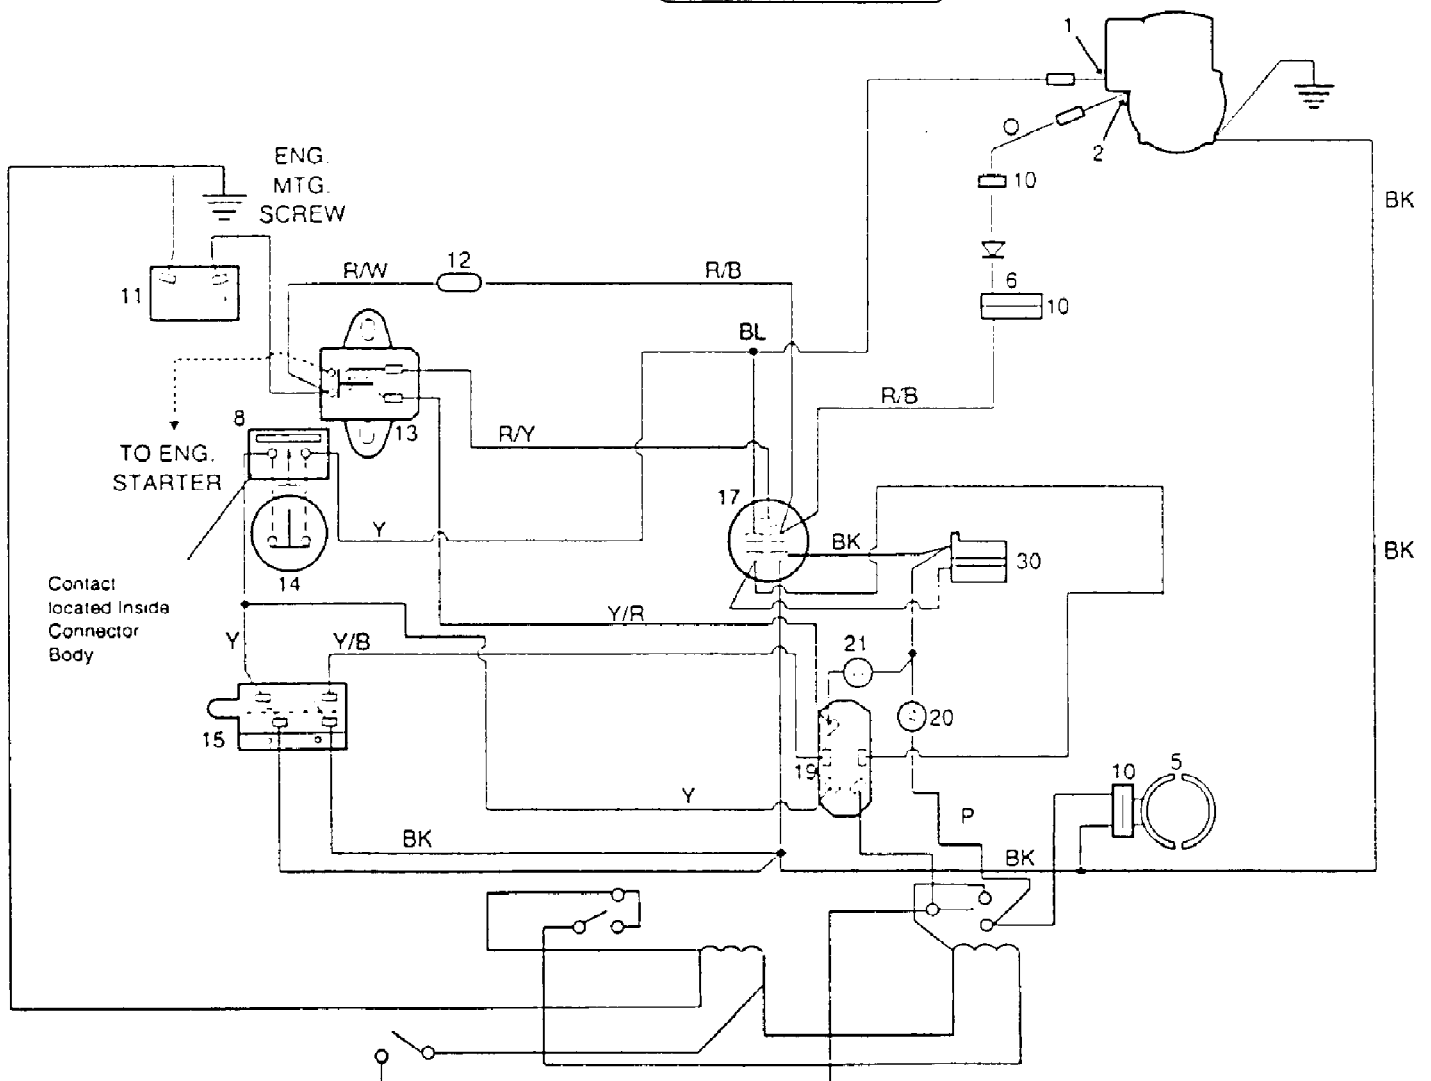 1
2
BK
ENG.
MTG.
SCREW
10
12
R/W
R/B
6
10
11
BL
R/B
8
13
TO ENG.
STARTER
R/Y
17
Y
BK
30
BK
14
Contact
located Inside
Connector
Body
Y/R
Y
Y/B
21
20
15
19
10
5
Y
P
BK
BK